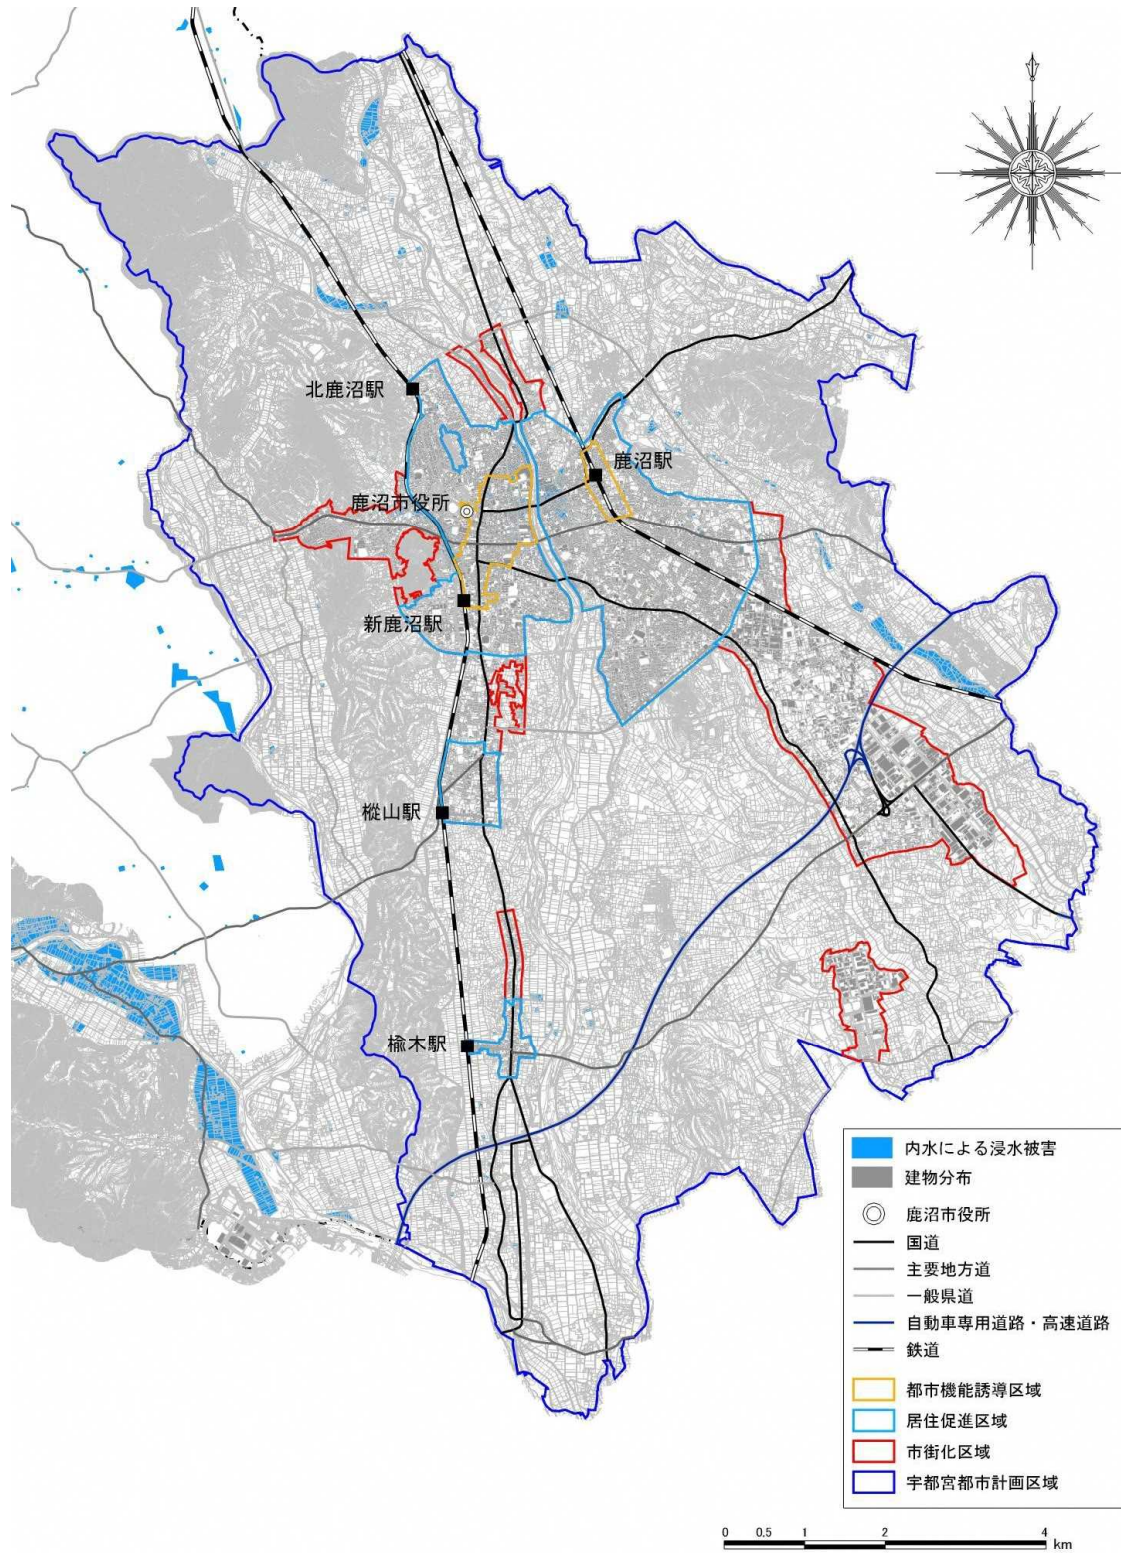 北鹿沼駅
鹿沼駅
鹿沼市役所
新鹿沼駅
樅山駅
楡木駅
内水による浸水被害
建物分布
鹿沼市役所
国道
主要地方道
一般県道
自動車専用道路・高速道路
鉄道
都市機能誘導区域
居住促進区域
市街化区域
宇都宮都市計画区域
0 0.5 1 2 4
km